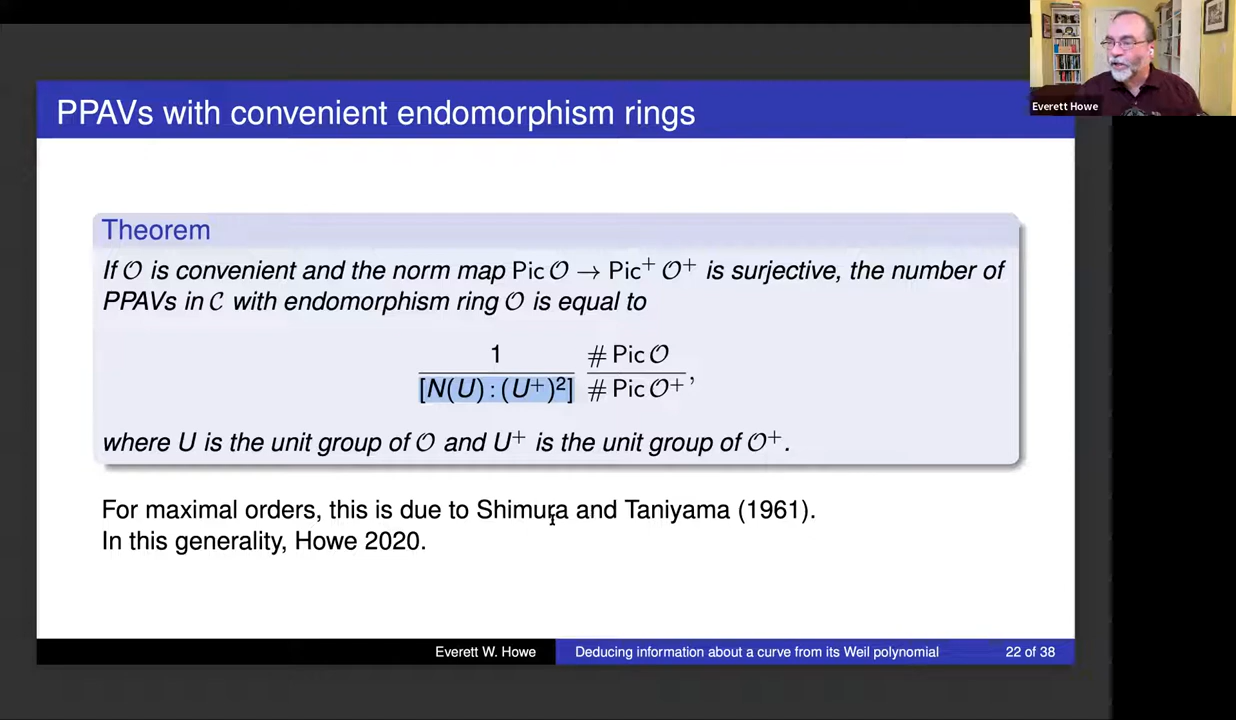 PPAVs with convenient endomorphism rings
Everett Howe
Theorem
If 𝒪 is convenient and the norm map Pic 𝒪 → Pic⁺ 𝒪⁺ is surjective, the number of
PPAVs in 𝒞 with endomorphism ring 𝒪 is equal to
1 / [N(U) : (U⁺)²] # Pic 𝒪 / # Pic 𝒪⁺ ,
where U is the unit group of 𝒪 and U⁺ is the unit group of 𝒪⁺.
For maximal orders, this is due to Shimura and Taniyama (1961).
In this generality, Howe 2020.
Everett W. Howe Deducing information about a curve from its Weil polynomial 22 of 38